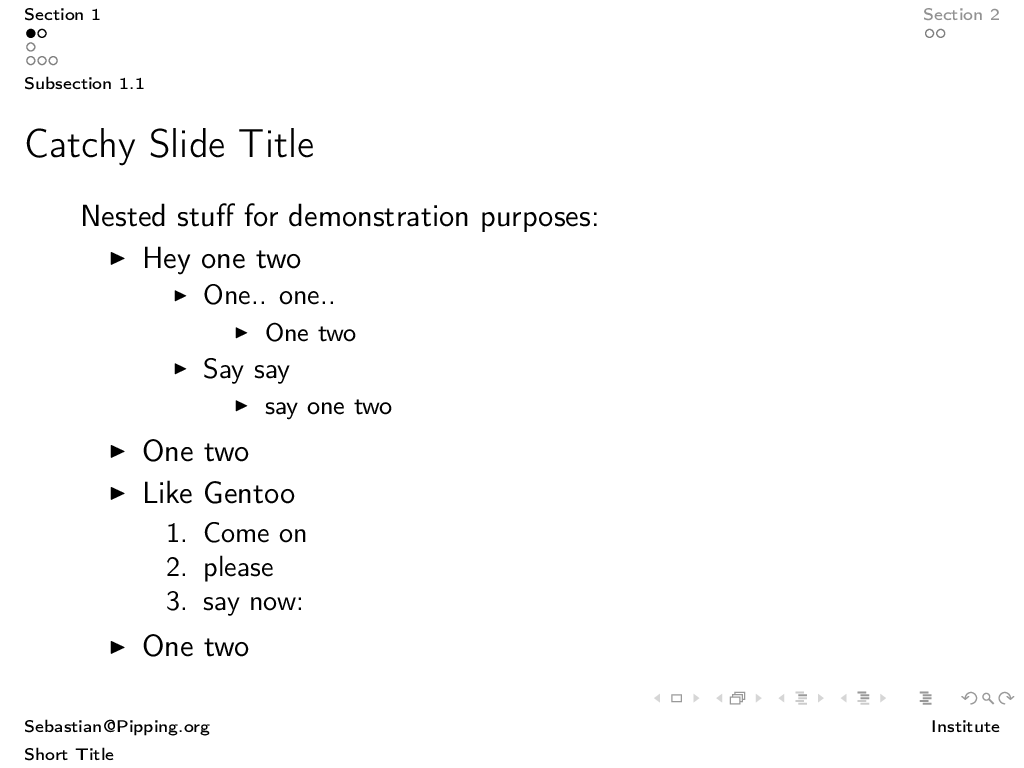 Section 1
Section 2
Subsection 1.1
Catchy Slide Title
Nested stuff for demonstration purposes:
Hey one two
One.. one..
One two
Say say
say one two
One two
Like Gentoo
1. Come on
2. please
3. say now:
One two
Sebastian@Pipping.org
Institute
Short Title